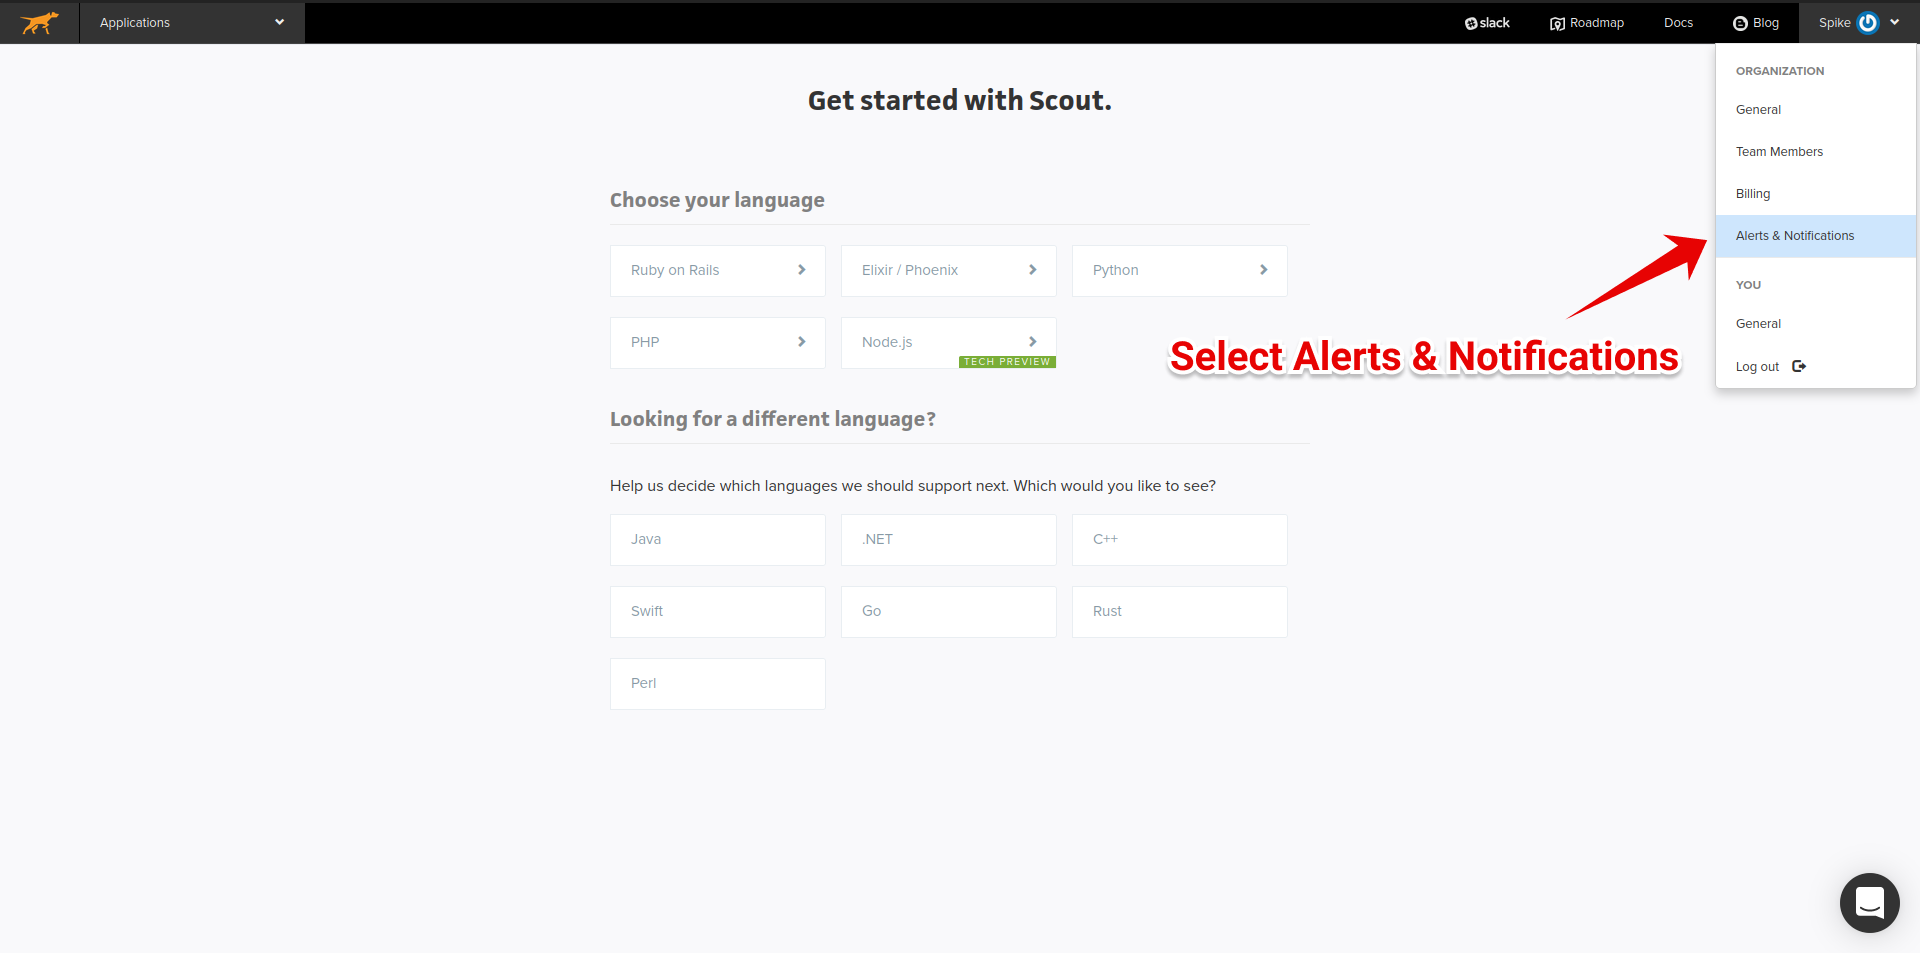 Applications
slack
Roadmap
Docs
Blog
Spike
ORGANIZATION
General
Team Members
Billing
Alerts & Notifications
YOU
General
Log out
Get started with Scout.
Choose your language
Ruby on Rails
Elixir / Phoenix
Python
PHP
Node.js
TECH PREVIEW
Select Alerts & Notifications
Looking for a different language?
Help us decide which languages we should support next. Which would you like to see?
Java
.NET
C++
Swift
Go
Rust
Perl